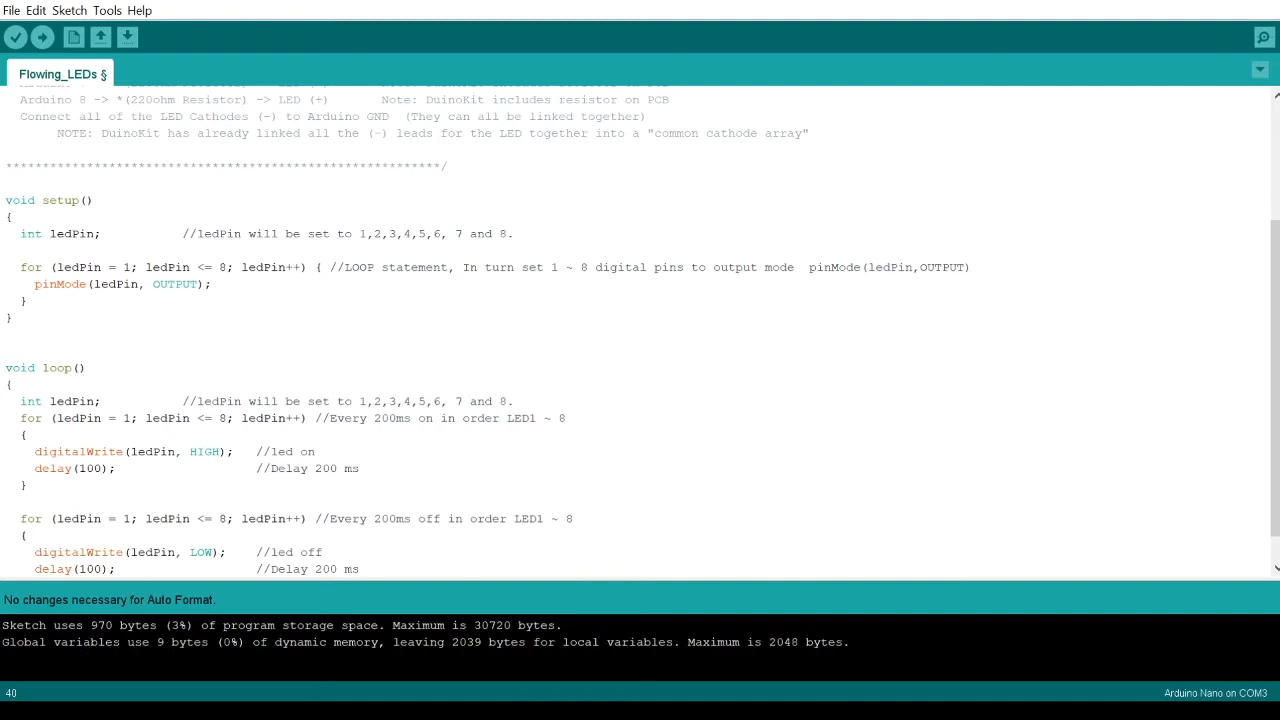 File Edit Sketch Tools Help
Flowing_LEDs §
Arduino 8 -> *(220ohm Resistor) -> LED (+) Note: DuinoKit includes resistor on PCB
Connect all of the LED Cathodes (-) to Arduino GND (They can all be linked together)
NOTE: DuinoKit has already linked all the (-) leads for the LED together into a "common cathode array"
***********************************************************/
void setup()
{
int ledPin; //ledPin will be set to 1,2,3,4,5,6, 7 and 8.
for (ledPin = 1; ledPin <= 8; ledPin++) { //LOOP statement, In turn set 1 ~ 8 digital pins to output mode pinMode(ledPin,OUTPUT)
pinMode(ledPin, OUTPUT);
}
}
void loop()
{
int ledPin; //ledPin will be set to 1,2,3,4,5,6, 7 and 8.
for (ledPin = 1; ledPin <= 8; ledPin++) //Every 200ms on in order LED1 ~ 8
{
digitalWrite(ledPin, HIGH); //led on
delay(100); //Delay 200 ms
}
for (ledPin = 1; ledPin <= 8; ledPin++) //Every 200ms off in order LED1 ~ 8
{
digitalWrite(ledPin, LOW); //led off
delay(100); //Delay 200 ms
No changes necessary for Auto Format.
Sketch uses 970 bytes (3%) of program storage space. Maximum is 30720 bytes.
Global variables use 9 bytes (0%) of dynamic memory, leaving 2039 bytes for local variables. Maximum is 2048 bytes.
40
Arduino Nano on COM3